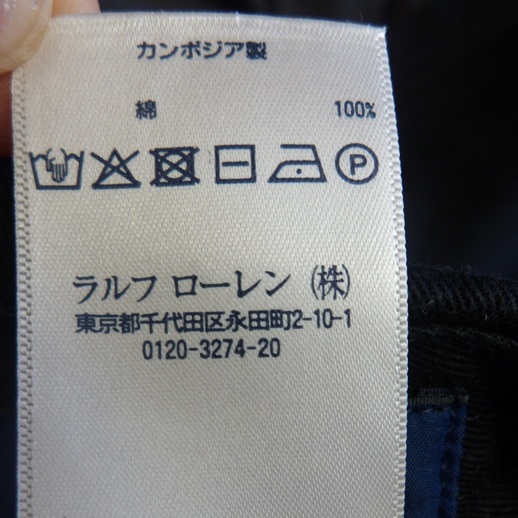 カンボジア製
綿 100%
P
ラルフ ローレン ㈱
東京都千代田区永田町2-10-1
0120-3274-20